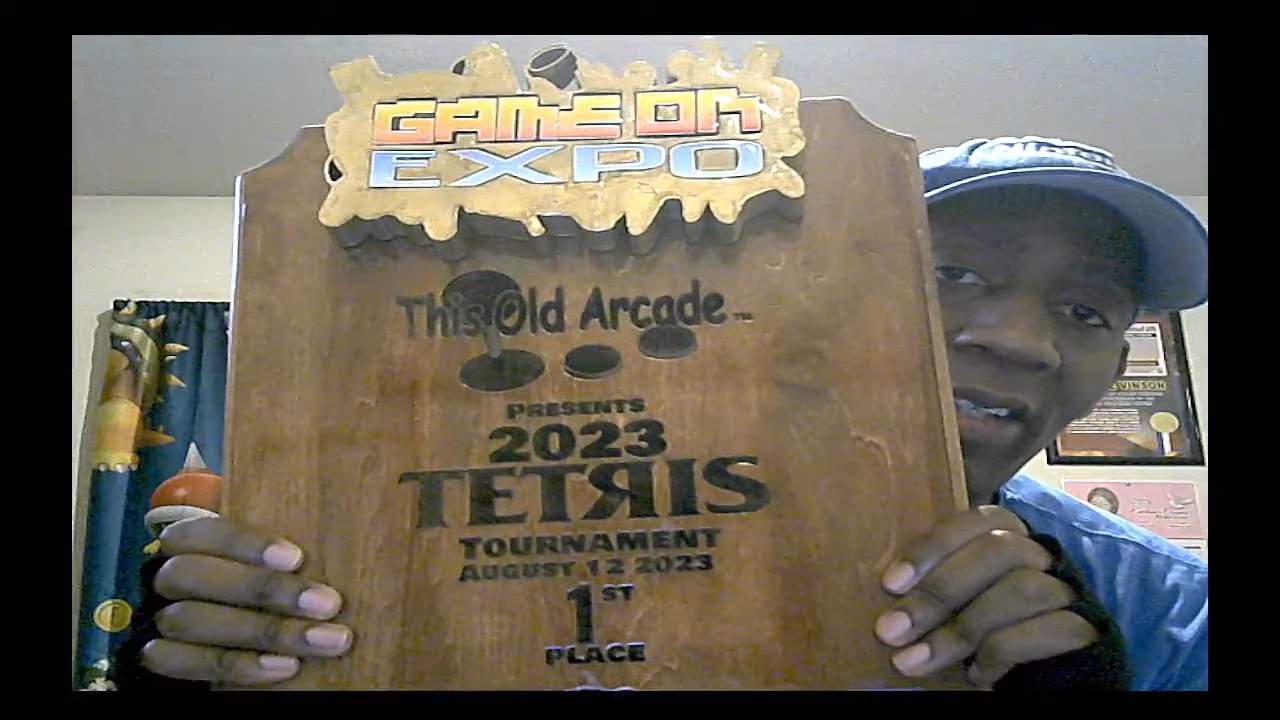 GAME ON
EXPO
This Old Arcade™
PRESENTS
2023
TETRIS
TOURNAMENT
AUGUST 12 2023
1ST
PLACE